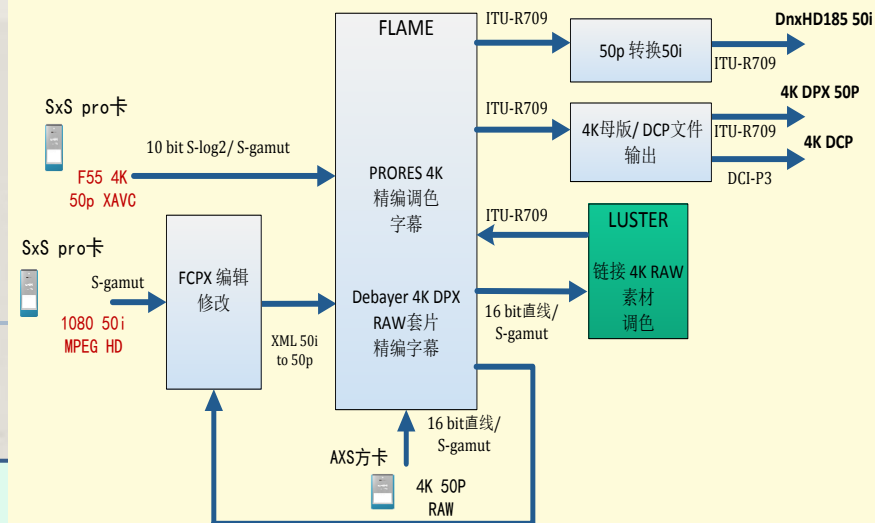 FLAME
ITU-R709
50p 转换50i
DnxHD185 50i
ITU-R709
SxS pro卡
F55 4K
50p XAVC
10 bit S-log2/ S-gamut
PRORES 4K
精编调色
字幕
ITU-R709
4K母版/ DCP文件
输出
4K DPX 50P
ITU-R709
4K DCP
DCI-P3
SxS pro卡
1080 50i
MPEG HD
S-gamut
FCPX 编辑
修改
XML 50i
to 50p
Debayer 4K DPX
RAW套片
精编字幕
ITU-R709
LUSTER
链接 4K RAW
素材
调色
16 bit直线/
S-gamut
16 bit直线/
S-gamut
AXS方卡
4K 50P
RAW